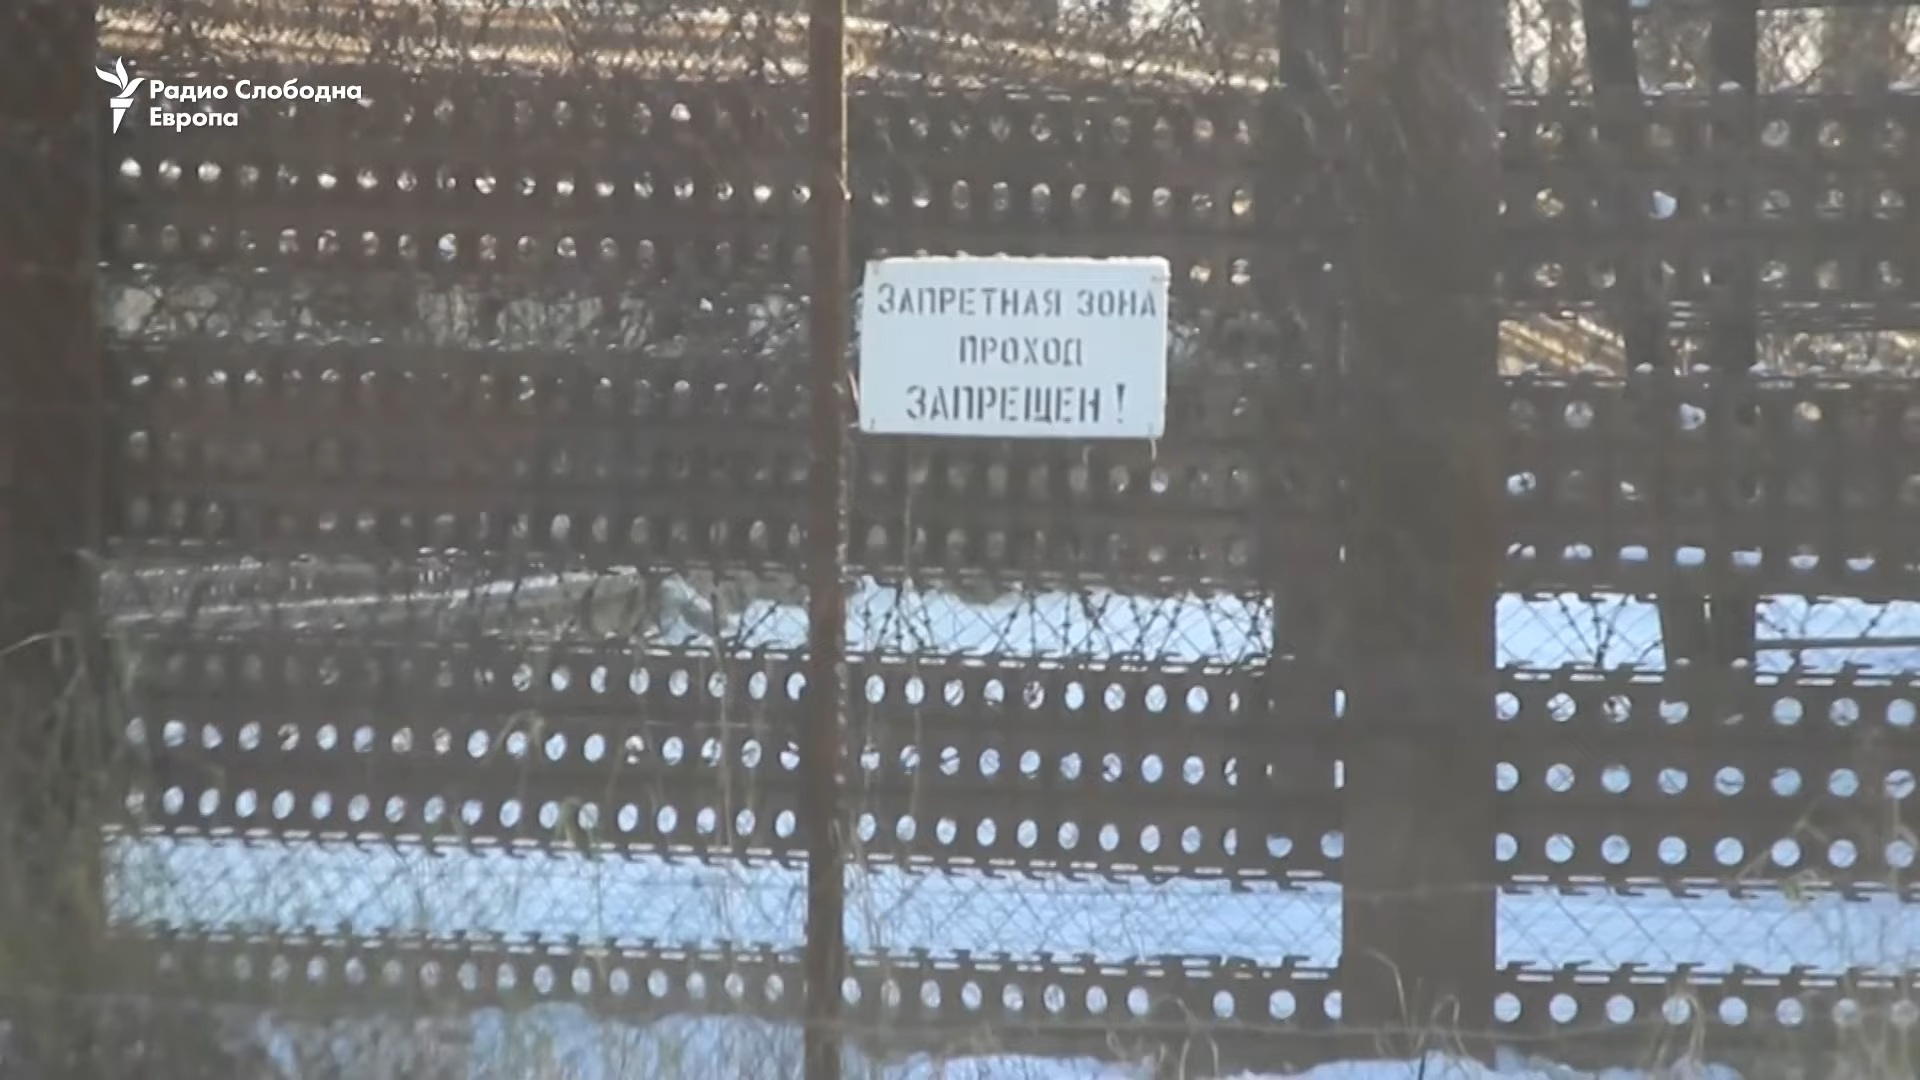 Радио Слободна
Европа
ЗАПРЕТНАЯ ЗОНА
ПРОХОД
ЗАПРЕЩЕН!